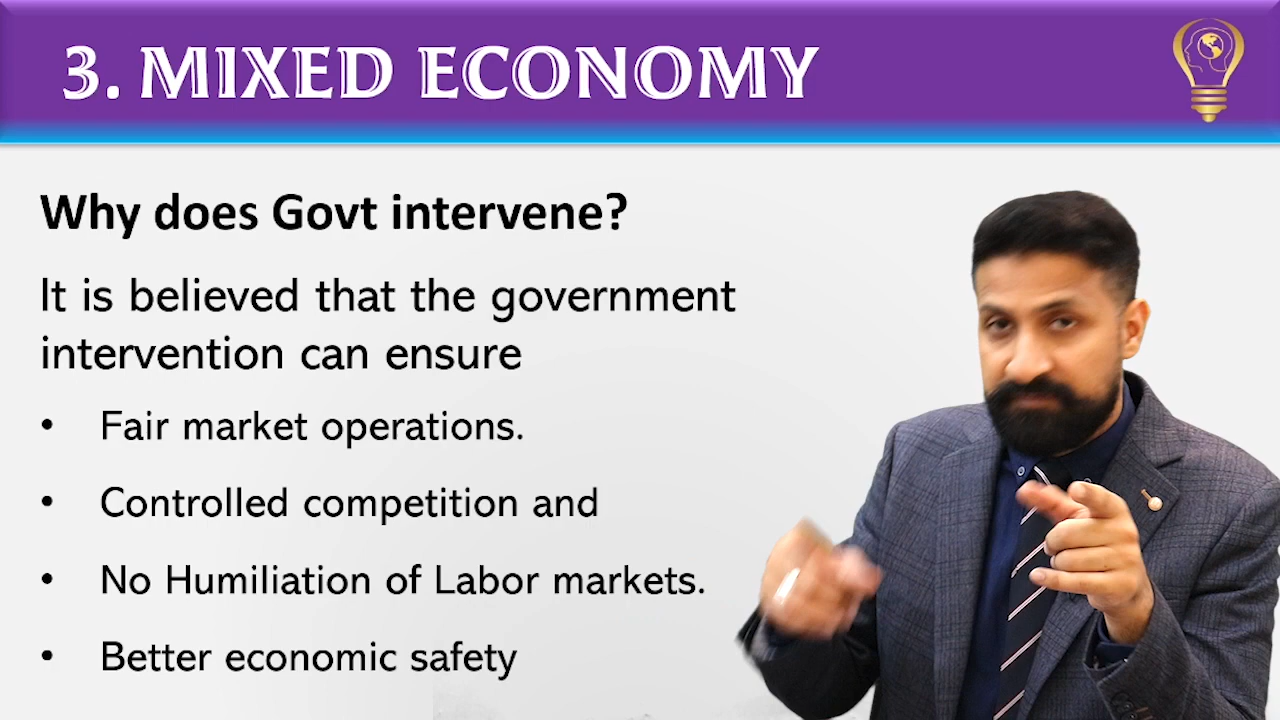 3. MIXED ECONOMY
Why does Govt intervene?
It is believed that the government
intervention can ensure
• Fair market operations.
• Controlled competition and
• No Humiliation of Labor markets.
• Better economic safety